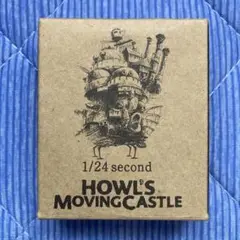 1/24 second
HOWL'S
MOVING CASTLE